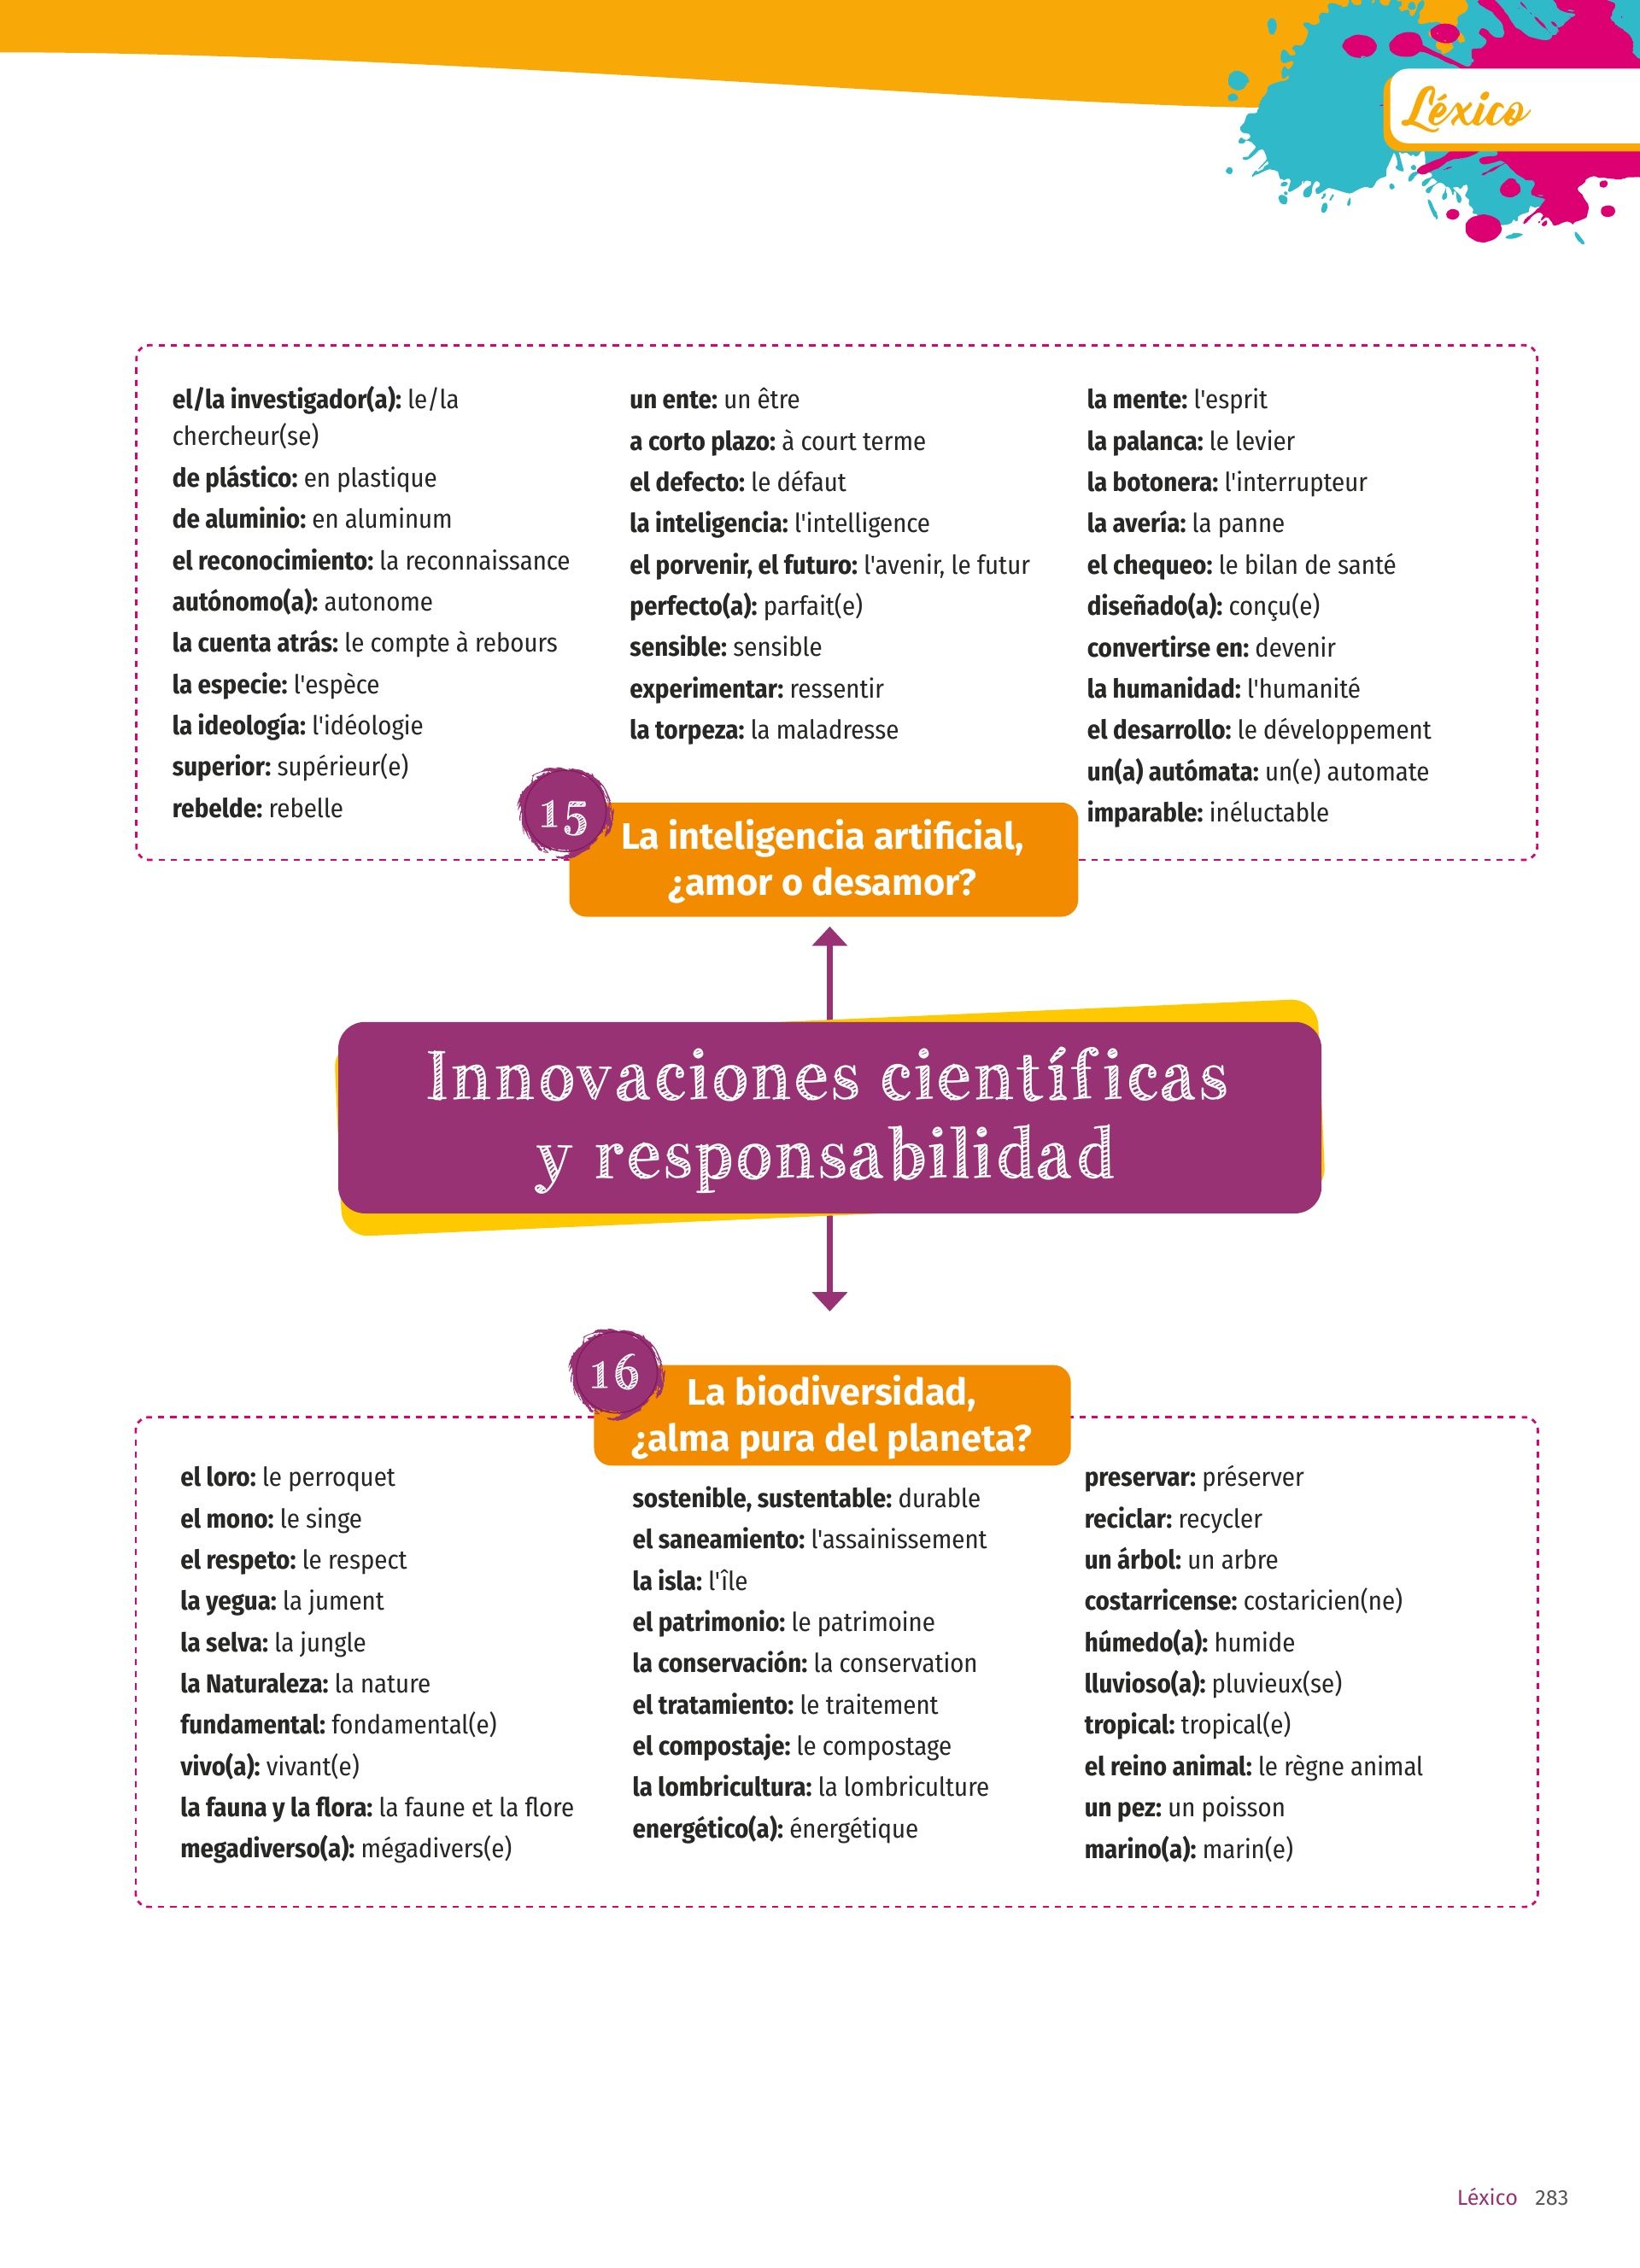 Léxico
el/la investigador(a): le/la
chercheur(se)
de plástico: en plastique
de aluminio: en aluminum
el reconocimiento: la reconnaissance
autónomo(a): autonome
la cuenta atrás: le compte à rebours
la especie: l'espèce
la ideología: l'idéologie
superior: supérieur(e)
rebelde: rebelle
un ente: un être
a corto plazo: à court terme
el defecto: le défaut
la inteligencia: l'intelligence
el porvenir, el futuro: l'avenir, le futur
perfecto(a): parfait(e)
sensible: sensible
experimentar: ressentir
la torpeza: la maladresse
la mente: l'esprit
la palanca: le levier
la botonera: l'interrupteur
la avería: la panne
el chequeo: le bilan de santé
diseñado(a): conçu(e)
convertirse en: devenir
la humanidad: l'humanité
el desarrollo: le développement
un(a) autómata: un(e) automate
imparable: inéluctable
15
La inteligencia artificial,
¿amor o desamor?
Innovaciones científicas
y responsabilidad
16
La biodiversidad,
¿alma pura del planeta?
el loro: le perroquet
el mono: le singe
el respeto: le respect
la yegua: la jument
la selva: la jungle
la Naturaleza: la nature
fundamental: fondamental(e)
vivo(a): vivant(e)
la fauna y la flora: la faune et la flore
megadiverso(a): mégadivers(e)
sostenible, sustentable: durable
el saneamiento: l'assainissement
la isla: l'île
el patrimonio: le patrimoine
la conservación: la conservation
el tratamiento: le traitement
el compostaje: le compostage
la lombricultura: la lombriculture
energético(a): énergétique
preservar: préserver
reciclar: recycler
un árbol: un arbre
costarricense: costaricien(ne)
húmedo(a): humide
lluvioso(a): pluvieux(se)
tropical: tropical(e)
el reino animal: le règne animal
un pez: un poisson
marino(a): marin(e)
Léxico 283